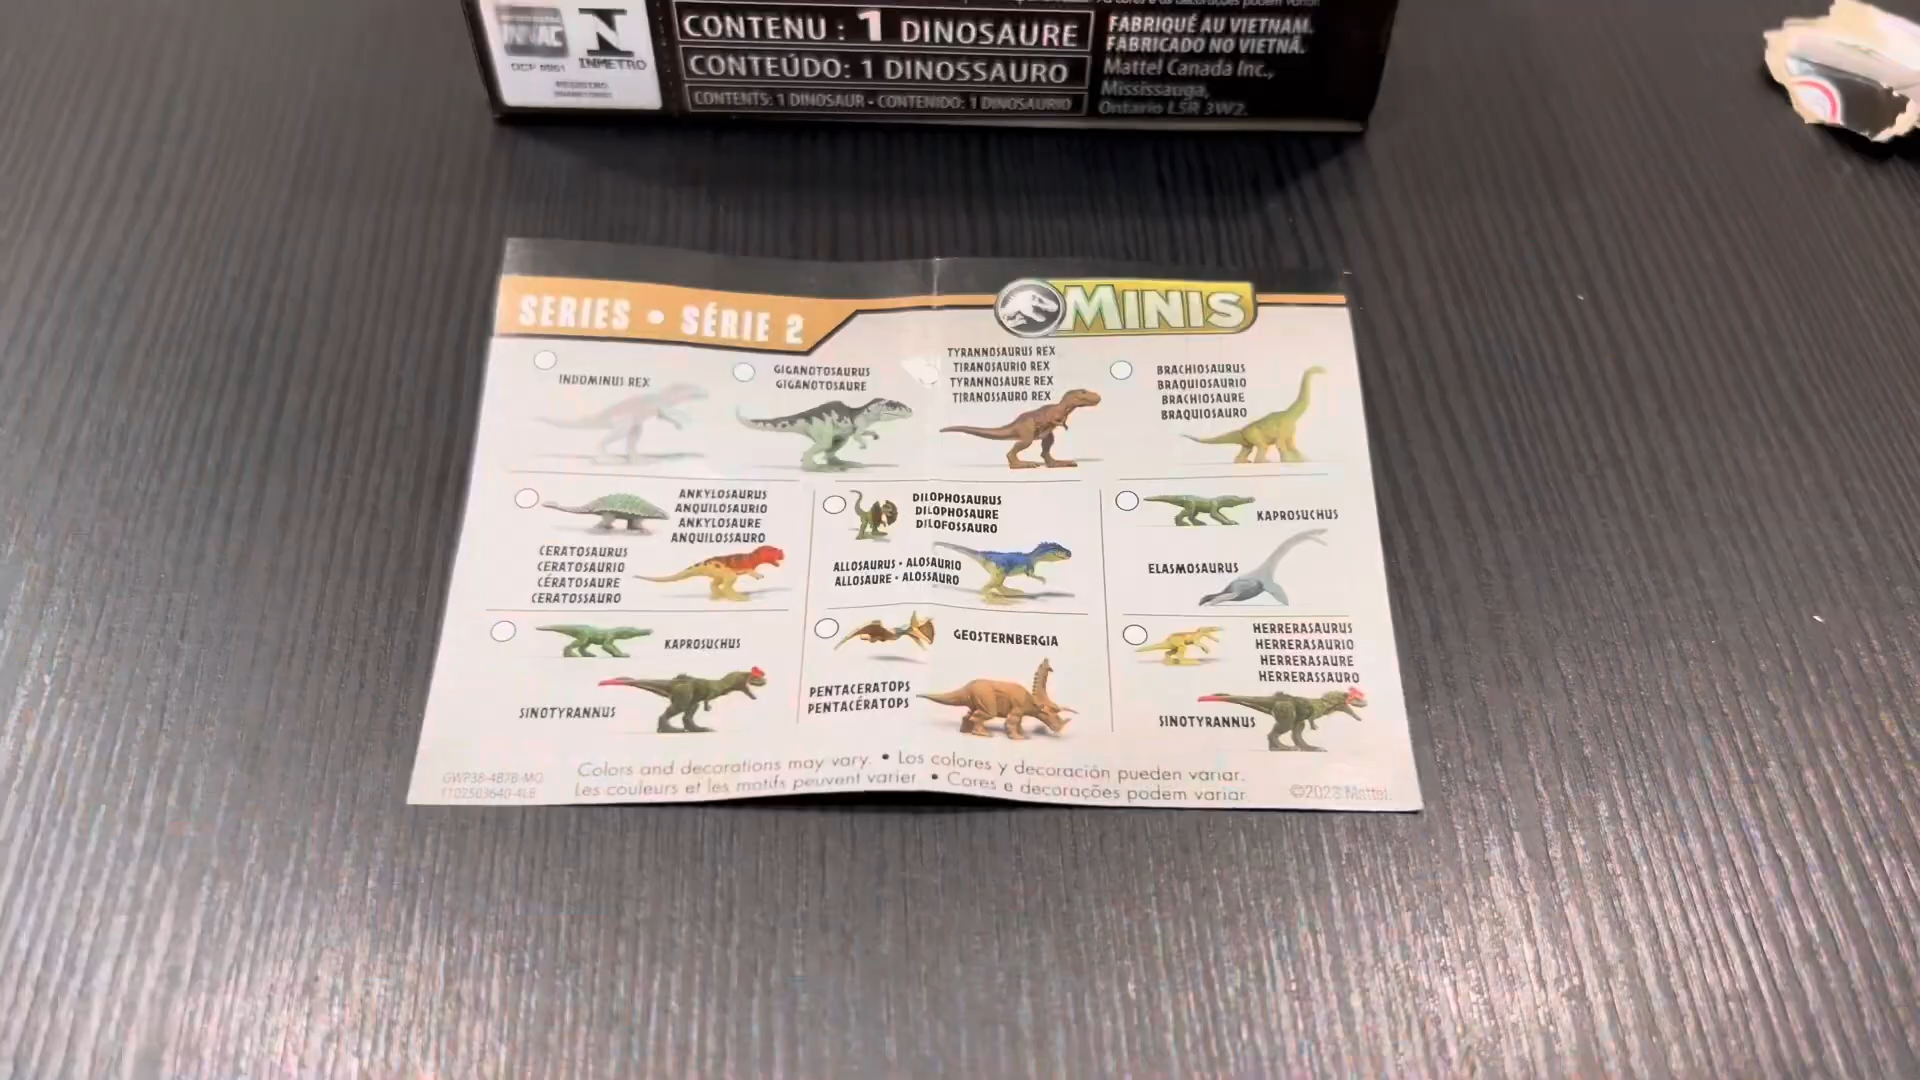 INMETRO
CONTENU : 1 DINOSAURE
CONTEÚDO: 1 DINOSSAURO
CONTENTS: 1 DINOSAUR • CONTENIDO: 1 DINOSAURIO
FABRIQUÉ AU VIETNAM.
FABRICADO NO VIETNÃ.
Mattel Canada Inc.,
Mississauga,
Ontario L5R 3W2.
SERIES • SÉRIE 2
MINIS
INDOMINUS REX
GIGANOTOSAURUS
GIGANOTOSAURE
TYRANNOSAURUS REX
TIRANOSAURIO REX
TYRANNOSAURE REX
TIRANOSSAURO REX
BRACHIOSAURUS
BRAQUIOSAURIO
BRACHIOSAURE
BRAQUIOSAURO
ANKYLOSAURUS
ANQUILOSAURIO
ANKYLOSAURE
ANQUILOSSAURO
CERATOSAURUS
CERATOSAURIO
CÉRATOSAURE
CERATOSSAURO
DILOPHOSAURUS
DILOPHOSAURE
DILOFOSSAURO
ALLOSAURUS • ALOSAURIO
ALLOSAURE • ALOSSAURO
KAPROSUCHUS
ELASMOSAURUS
KAPROSUCHUS
SINOTYRANNUS
GEOSTERNBERGIA
PENTACERATOPS
PENTACÉRATOPS
HERRERASAURUS
HERRERASAURIO
HERRERASAURE
HERRERASSAURO
SINOTYRANNUS
Colors and decorations may vary. • Los colores y decoración pueden variar.
Les couleurs et les motifs peuvent varier. • Cores e decorações podem variar.
©2023 Mattel.